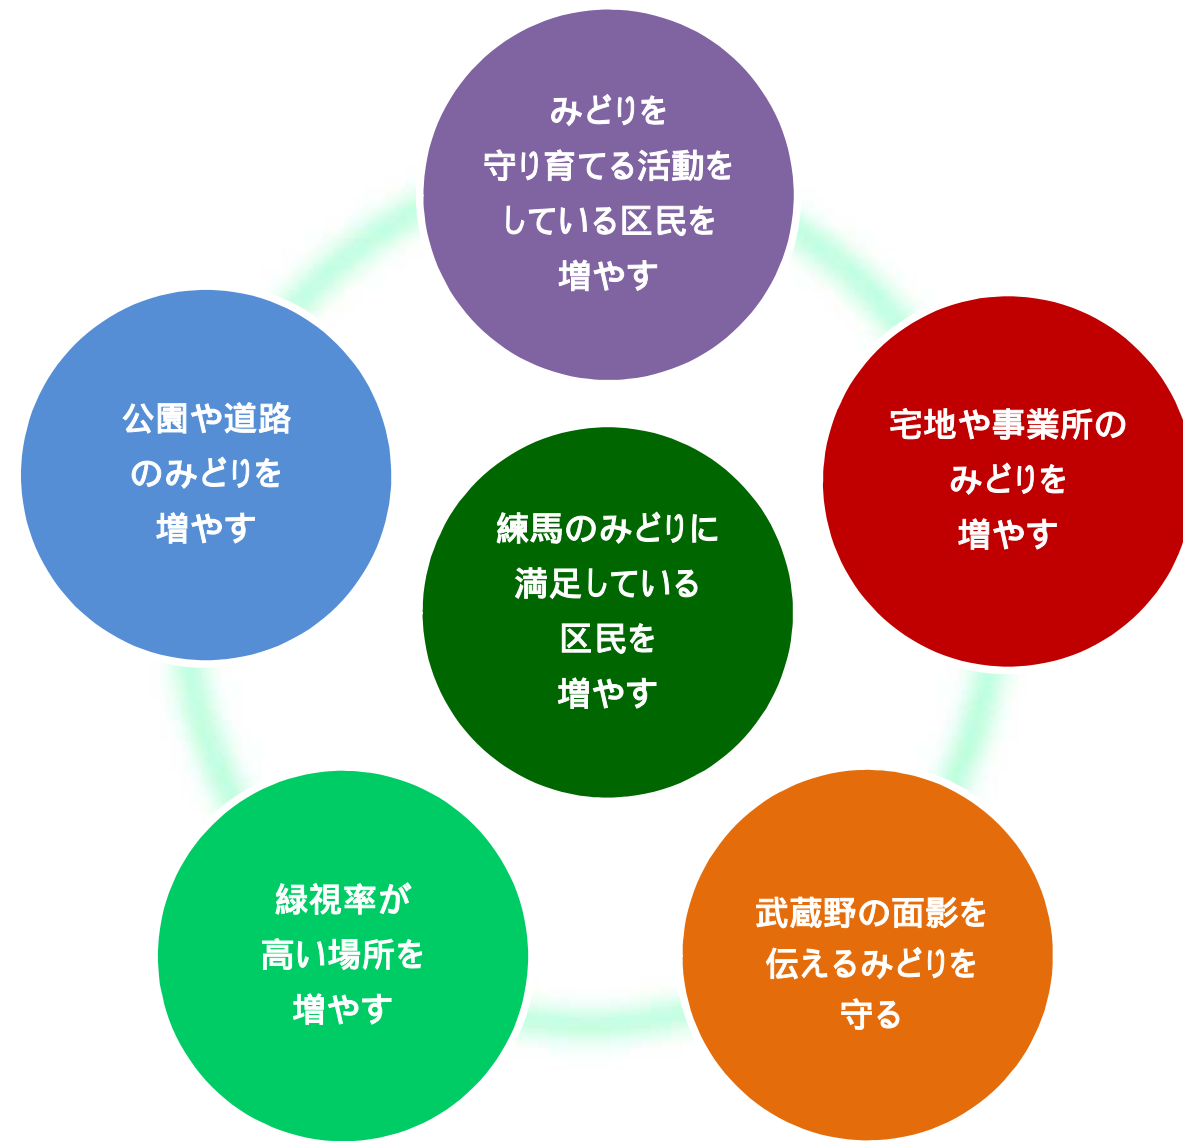 みどりを
守り育てる活動を
している区民を
増やす
公園や道路
のみどりを
増やす
宅地や事業所の
みどりを
増やす
練馬のみどりに
満足している
区民を
増やす
緑視率が
高い場所を
増やす
武蔵野の面影を
伝えるみどりを
守る